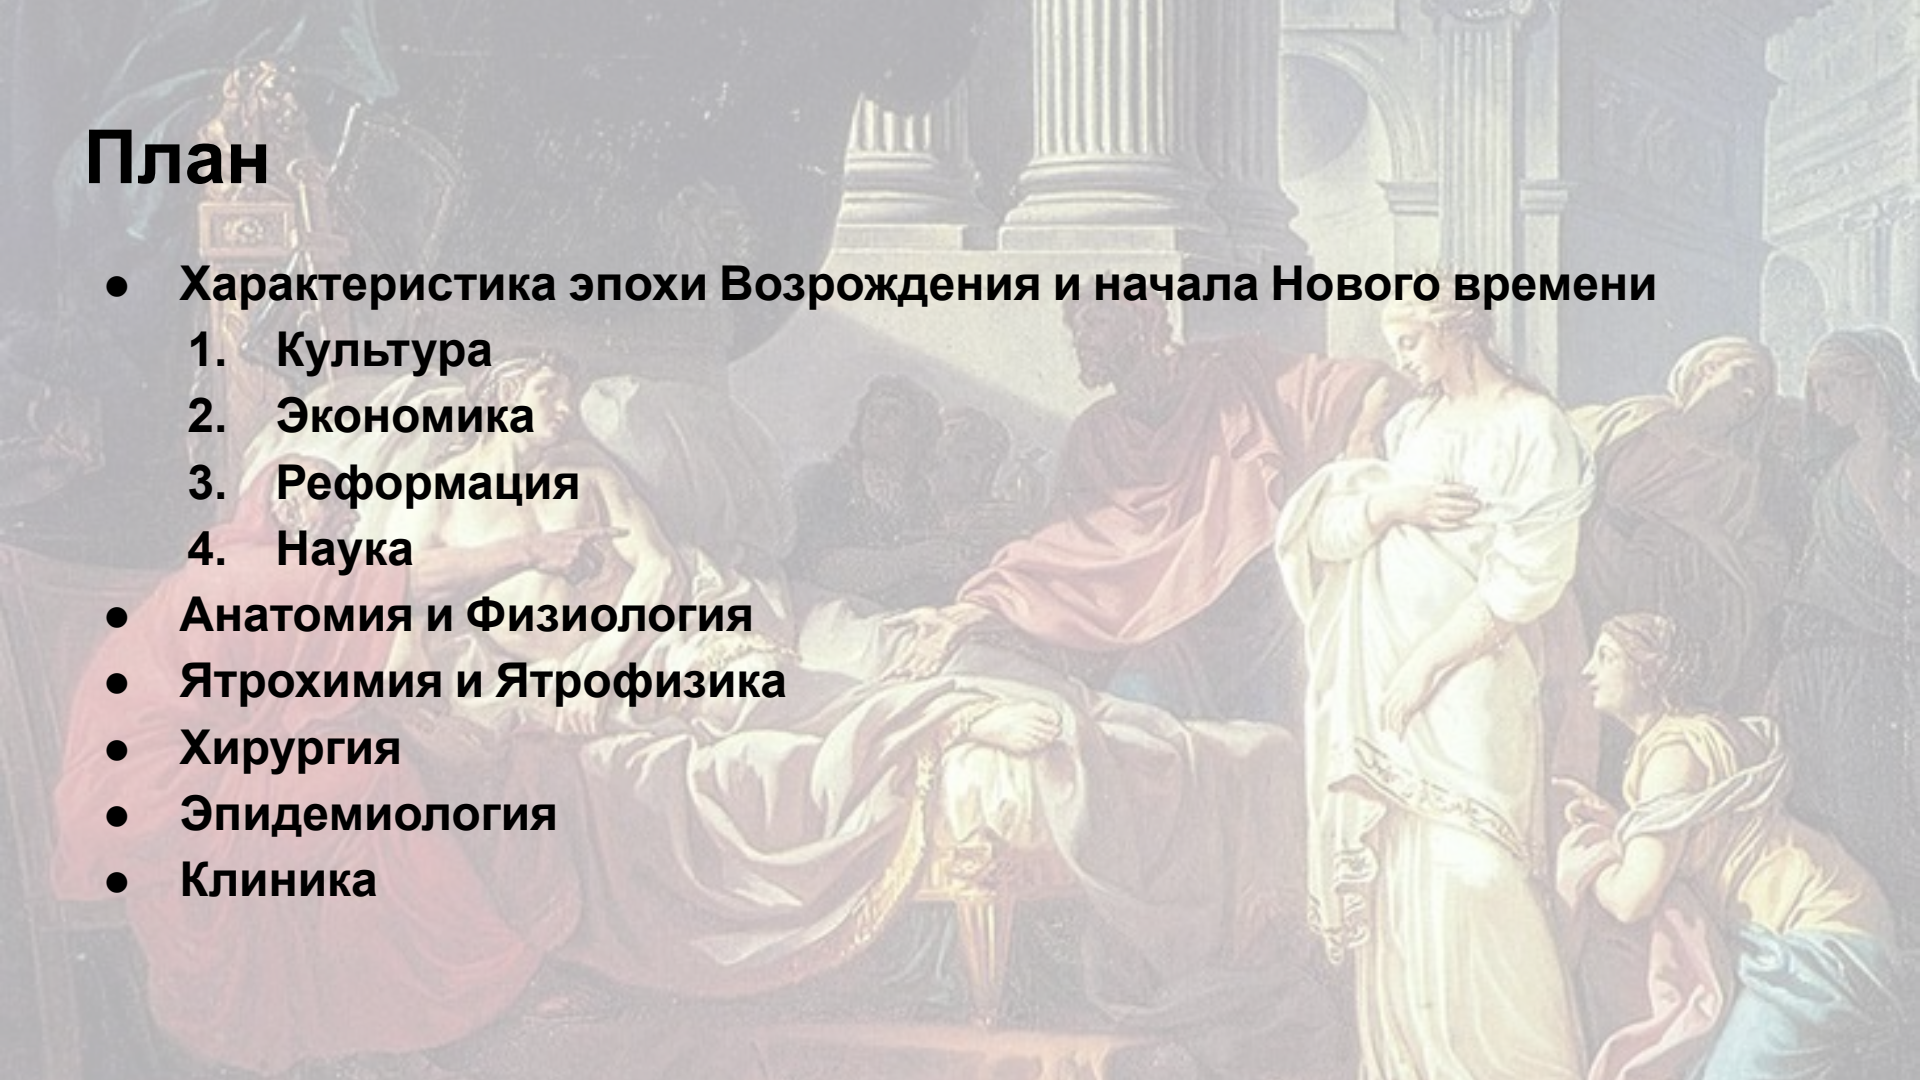 План
● Характеристика эпохи Возрождения и начала Нового времени
1. Культура
2. Экономика
3. Реформация
4. Наука
● Анатомия и Физиология
● Ятрохимия и Ятрофизика
● Хирургия
● Эпидемиология
● Клиника